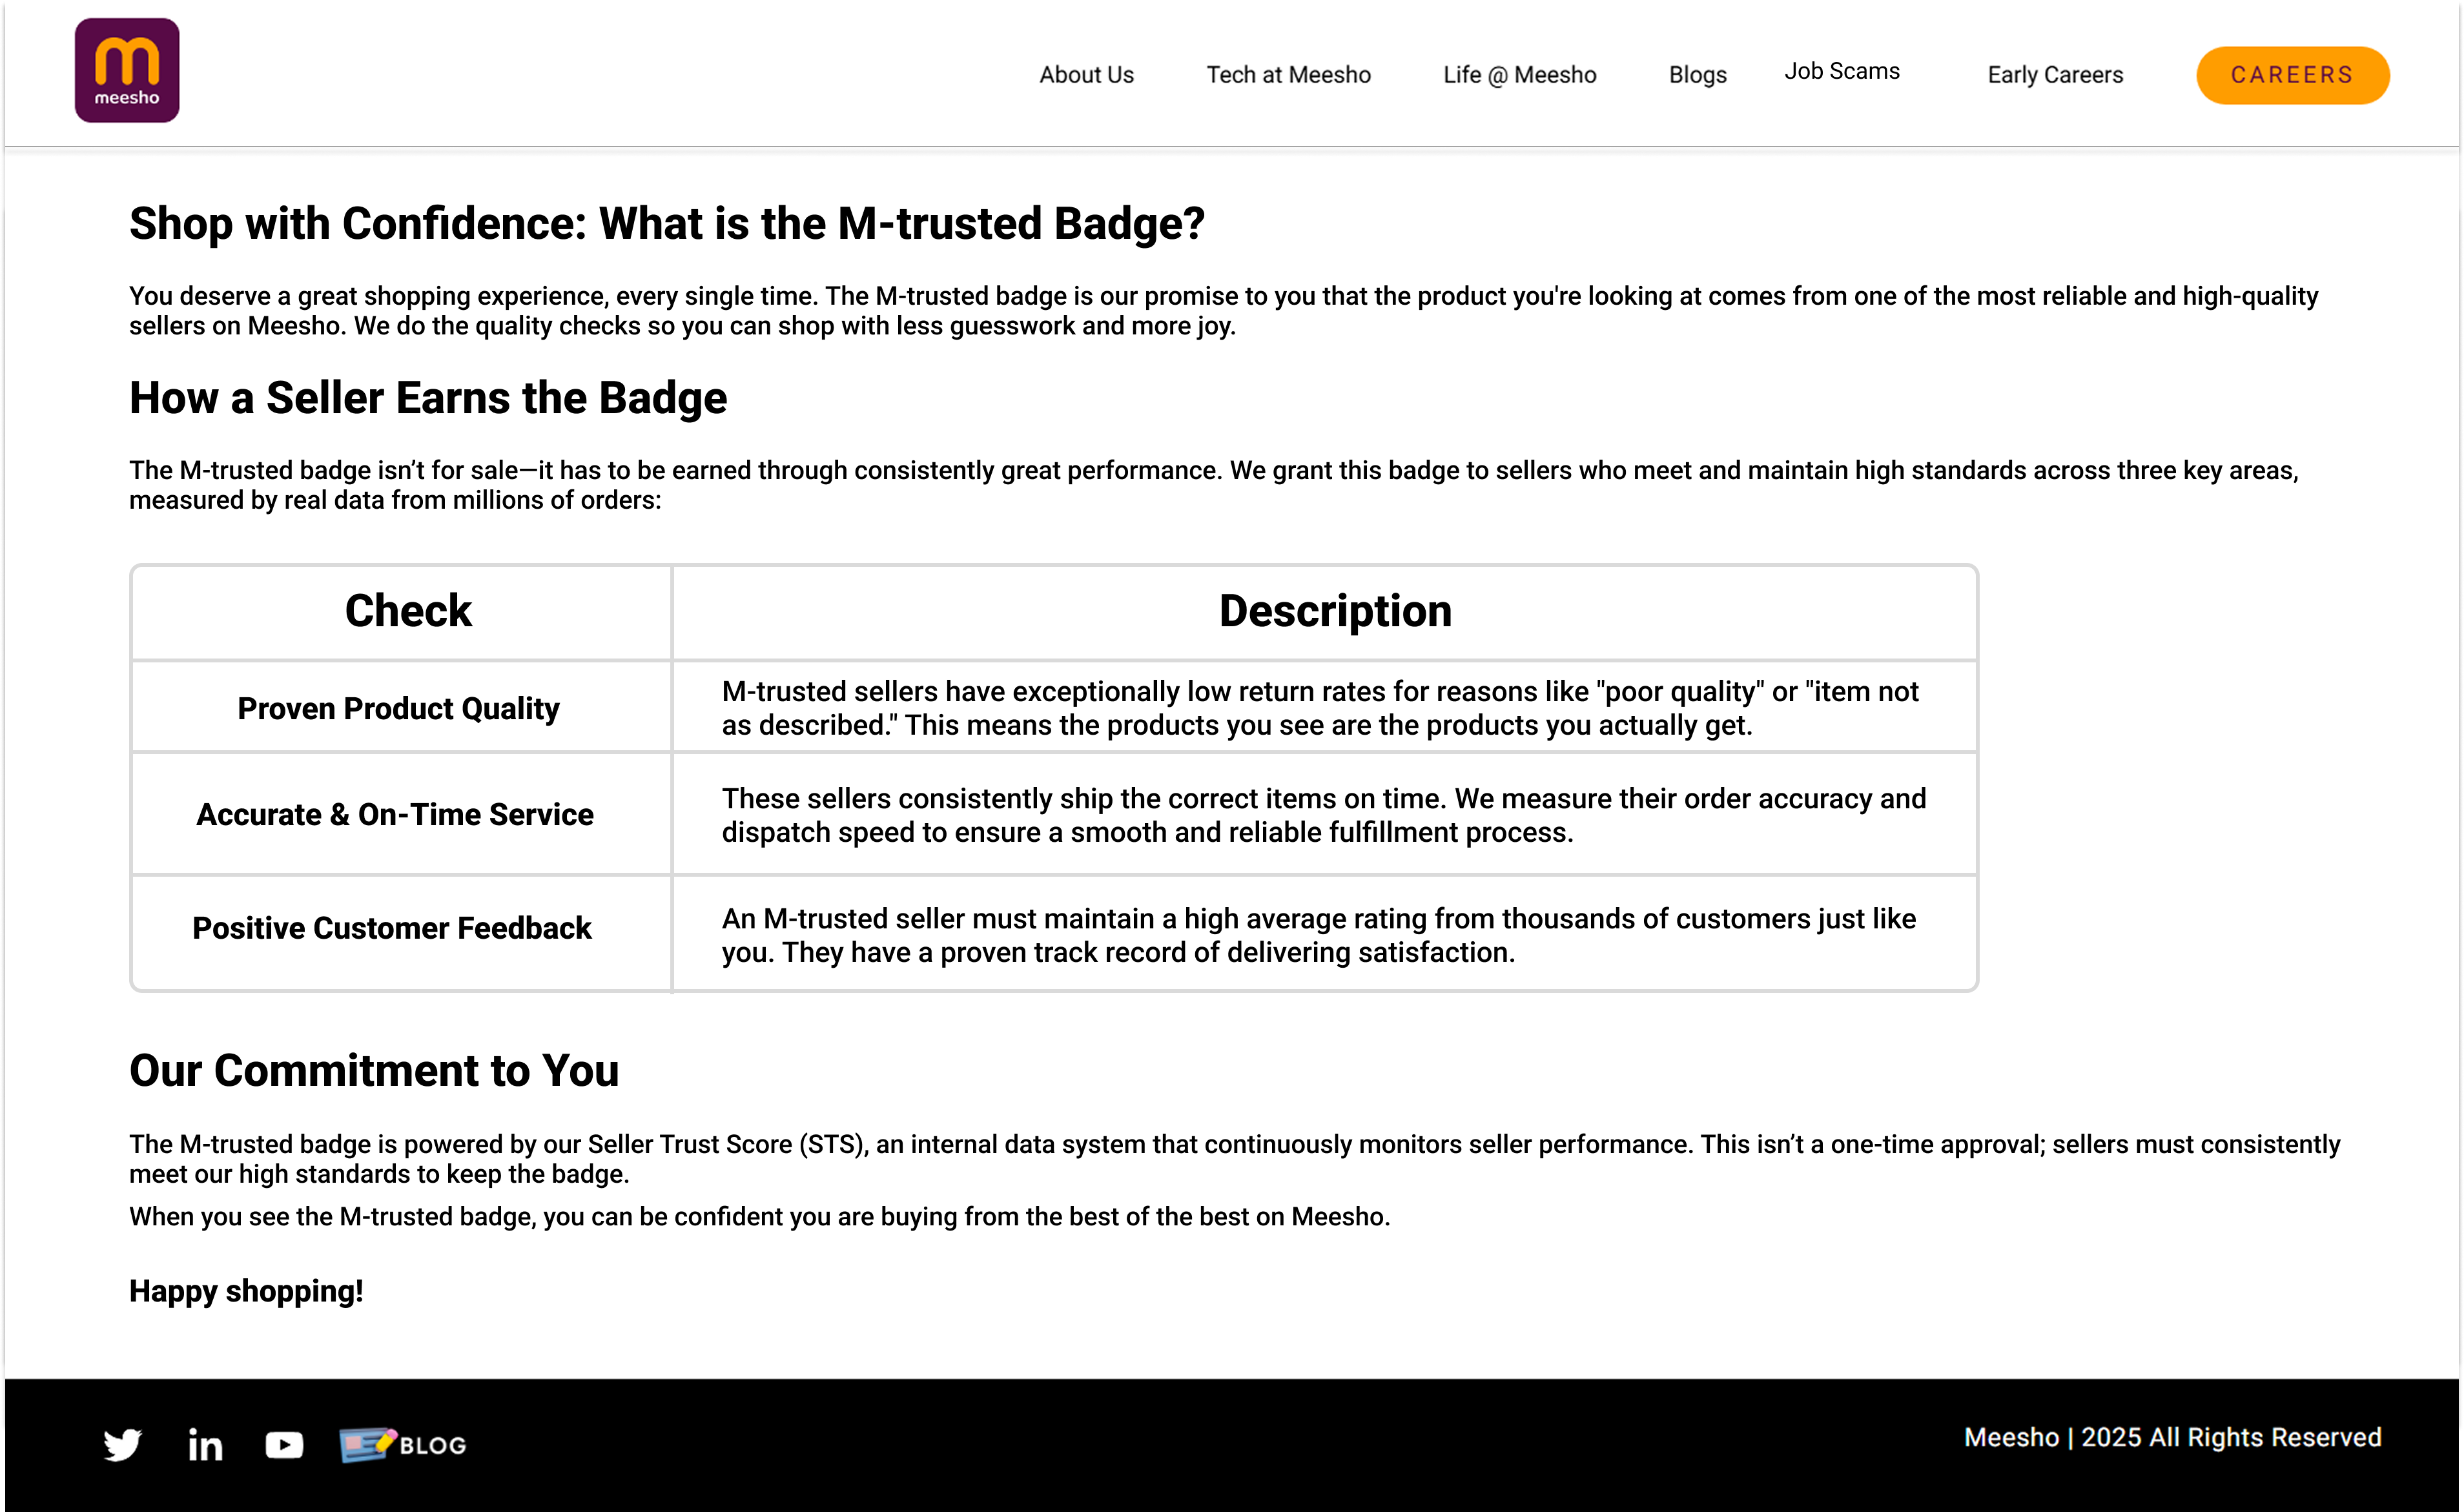 meesho
About Us
Tech at Meesho
Life @ Meesho
Blogs
Job Scams
Early Careers
CAREERS
Shop with Confidence: What is the M-trusted Badge?
You deserve a great shopping experience, every single time. The M-trusted badge is our promise to you that the product you're looking at comes from one of the most reliable and high-quality
sellers on Meesho. We do the quality checks so you can shop with less guesswork and more joy.
How a Seller Earns the Badge
The M-trusted badge isn’t for sale—it has to be earned through consistently great performance. We grant this badge to sellers who meet and maintain high standards across three key areas,
measured by real data from millions of orders:
Check
Description
Proven Product Quality
M-trusted sellers have exceptionally low return rates for reasons like "poor quality" or "item not
as described." This means the products you see are the products you actually get.
Accurate & On-Time Service
These sellers consistently ship the correct items on time. We measure their order accuracy and
dispatch speed to ensure a smooth and reliable fulfillment process.
Positive Customer Feedback
An M-trusted seller must maintain a high average rating from thousands of customers just like
you. They have a proven track record of delivering satisfaction.
Our Commitment to You
The M-trusted badge is powered by our Seller Trust Score (STS), an internal data system that continuously monitors seller performance. This isn’t a one-time approval; sellers must consistently
meet our high standards to keep the badge.
When you see the M-trusted badge, you can be confident you are buying from the best of the best on Meesho.
Happy shopping!
in
BLOG
Meesho | 2025 All Rights Reserved